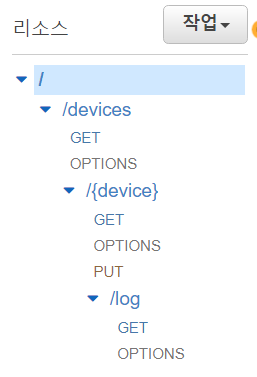 리소스
작업
/
/devices
GET
OPTIONS
/{device}
GET
OPTIONS
PUT
/log
GET
OPTIONS